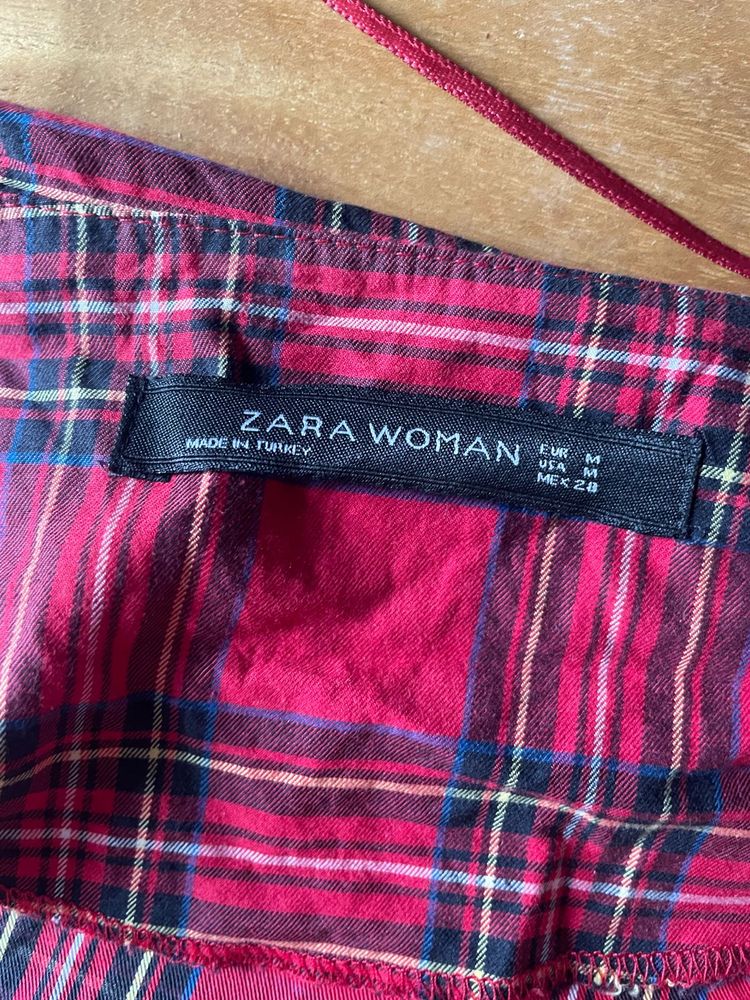 ZARA WOMAN
MADE IN TURKEY
EUR M
USA M
MEX 28